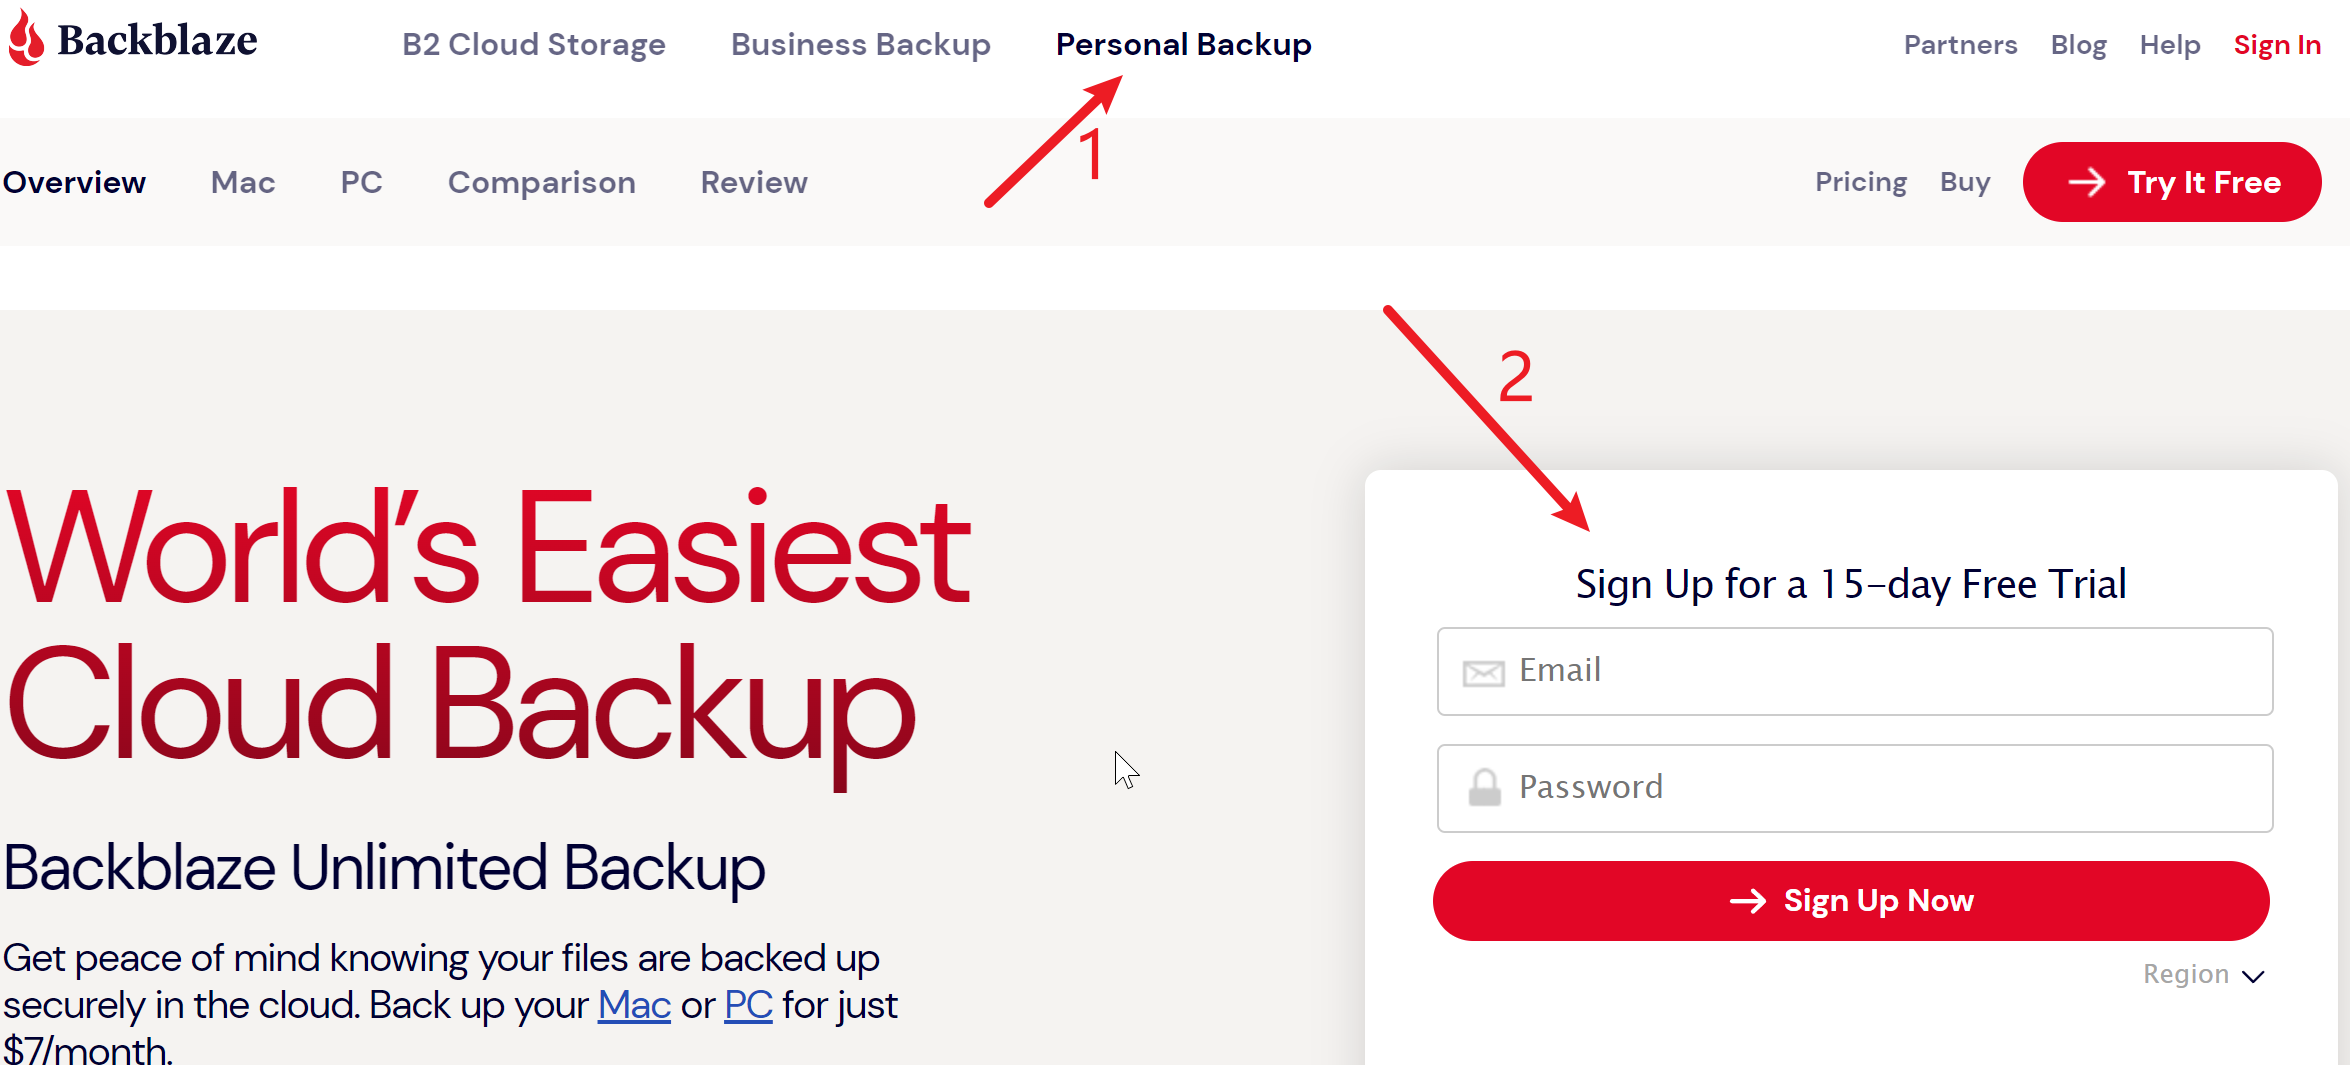 Backblaze
B2 Cloud Storage
Business Backup
Personal Backup
Partners
Blog
Help
Sign In
1
Overview
Mac
PC
Comparison
Review
Pricing
Buy
Try It Free
2
World’s Easiest
Cloud Backup
Backblaze Unlimited Backup
Get peace of mind knowing your files are backed up
securely in the cloud. Back up your Mac or PC for just
$7/month.
Sign Up for a 15-day Free Trial
Email
Password
Sign Up Now
Region